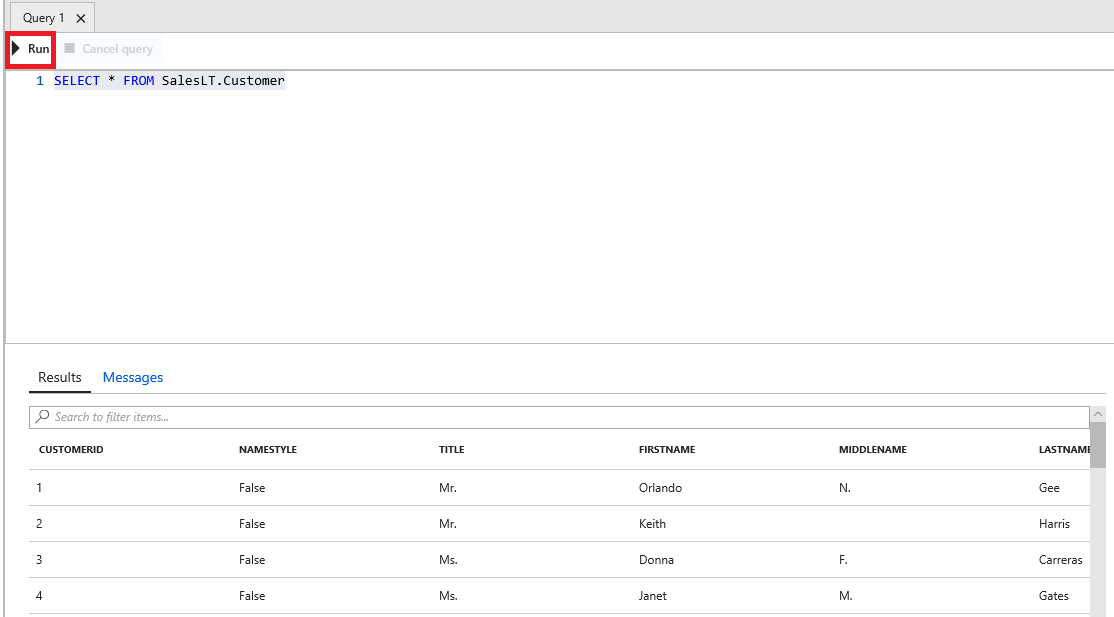 Query 1
Run Cancel query
1 SELECT * FROM SalesLT.Customer
Results Messages
Search to filter items...
CUSTOMERID NAMESTYLE TITLE FIRSTNAME MIDDLENAME LASTNAME
1 False Mr. Orlando N. Gee
2 False Mr. Keith Harris
3 False Ms. Donna F. Carreras
4 False Ms. Janet M. Gates